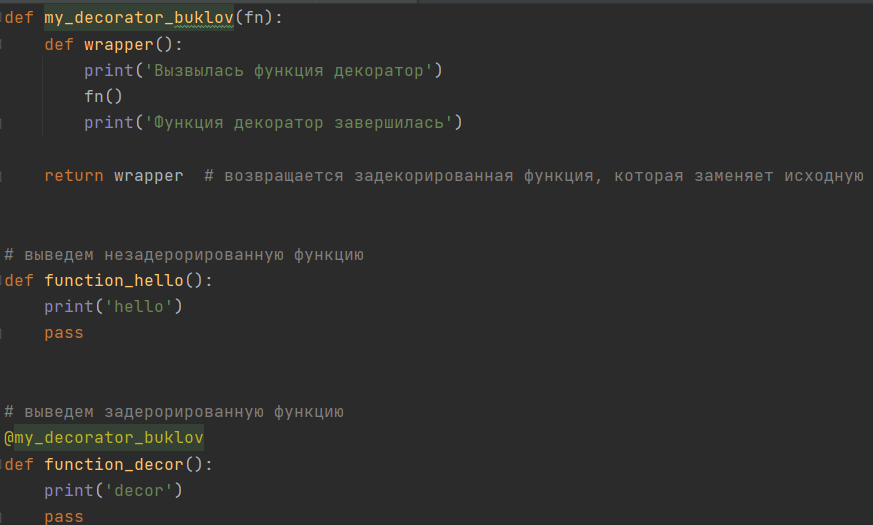 def my_decorator_buklov(fn):
    def wrapper():
        print('Вызвылась функция декоратор')
        fn()
        print('Функция декоратор завершилась')
    return wrapper  # возвращается задекорированная функция, которая заменяет исходную
# выведем незадерорированную функцию
def function_hello():
    print('hello')
    pass
# выведем задерорированную функцию
@my_decorator_buklov
def function_decor():
    print('decor')
    pass